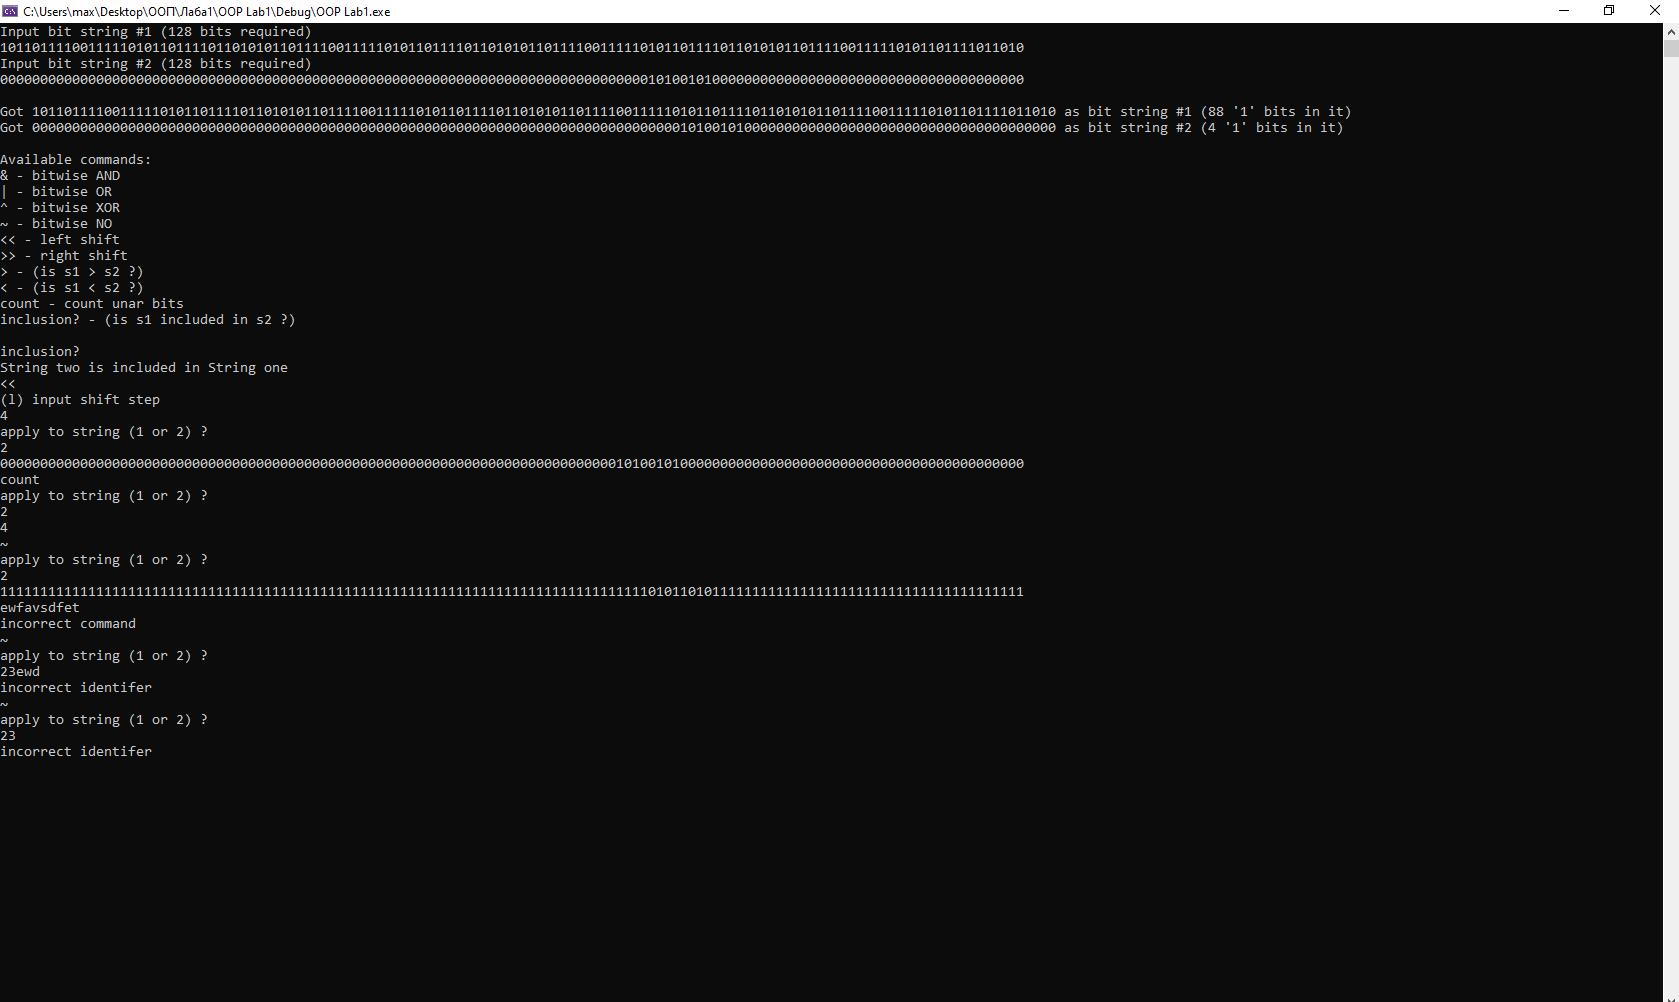 C:\Users\max\Desktop\ООП\Лаба1\OOP Lab1\Debug\OOP Lab1.exe
Input bit string #1 (128 bits required)
10110111100111110101101111011010101101111001111101011011110110101011011110011111010110111101101010110111100111110101101111011010
Input bit string #2 (128 bits required)
00000000000000000000000000000000000000000000000000000000000000000000000000000000010100101000000000000000000000000000000000000000
Got 10110111100111110101101111011010101101111001111101011011110110101011011110011111010110111101101010110111100111110101101111011010 as bit string #1 (88 '1' bits in it)
Got 00000000000000000000000000000000000000000000000000000000000000000000000000000000010100101000000000000000000000000000000000000000 as bit string #2 (4 '1' bits in it)
Available commands:
& - bitwise AND
| - bitwise OR
^ - bitwise XOR
~ - bitwise NO
<< - left shift
>> - right shift
> - (is s1 > s2 ?)
< - (is s1 < s2 ?)
count - count unar bits
inclusion? - (is s1 included in s2 ?)
inclusion?
String two is included in String one
<<
(l) input shift step
4
apply to string (1 or 2) ?
2
00000000000000000000000000000000000000000000000000000000000000000000000000000101001010000000000000000000000000000000000000000000
count
apply to string (1 or 2) ?
2
4
~
apply to string (1 or 2) ?
2
11111111111111111111111111111111111111111111111111111111111111111111111111111111101011010111111111111111111111111111111111111111
ewfavsdfet
incorrect command
~
apply to string (1 or 2) ?
23ewd
incorrect identifer
~
apply to string (1 or 2) ?
23
incorrect identifer